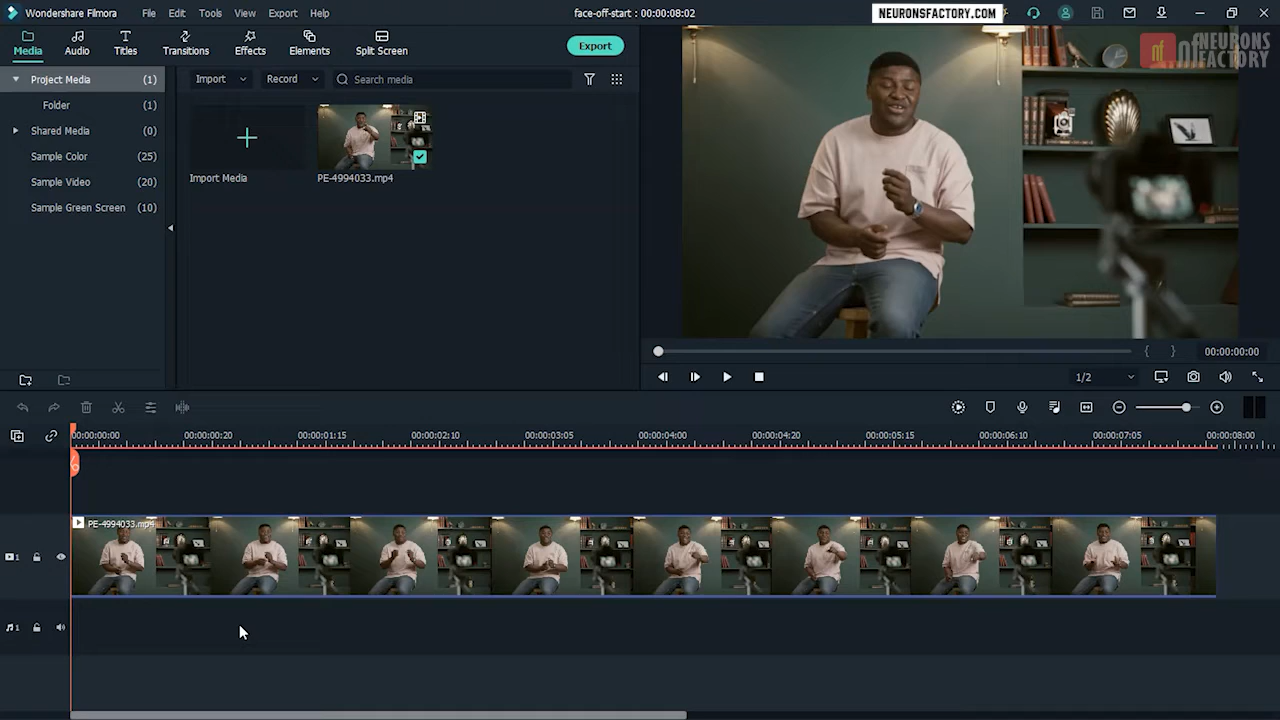 Wondershare Filmora File Edit Tools View Export Help face-off-start : 00:00:08:02 NEURONSFACTORY.COM
Media Audio Titles Transitions Effects Elements Split Screen Export
nf NEURONS FACTORY
Project Media (1)
Folder (1)
Shared Media (0)
Sample Color (25)
Sample Video (20)
Sample Green Screen (10)
Import Record Search media
Import Media PE-4994033.mp4
00:00:00:00
1/2
00:00:00:00 00:00:00:20 00:00:01:15 00:00:02:10 00:00:03:05 00:00:04:00 00:00:04:20 00:00:05:15 00:00:06:10 00:00:07:05 00:00:08:00
PE-4994033.mp4
1
1